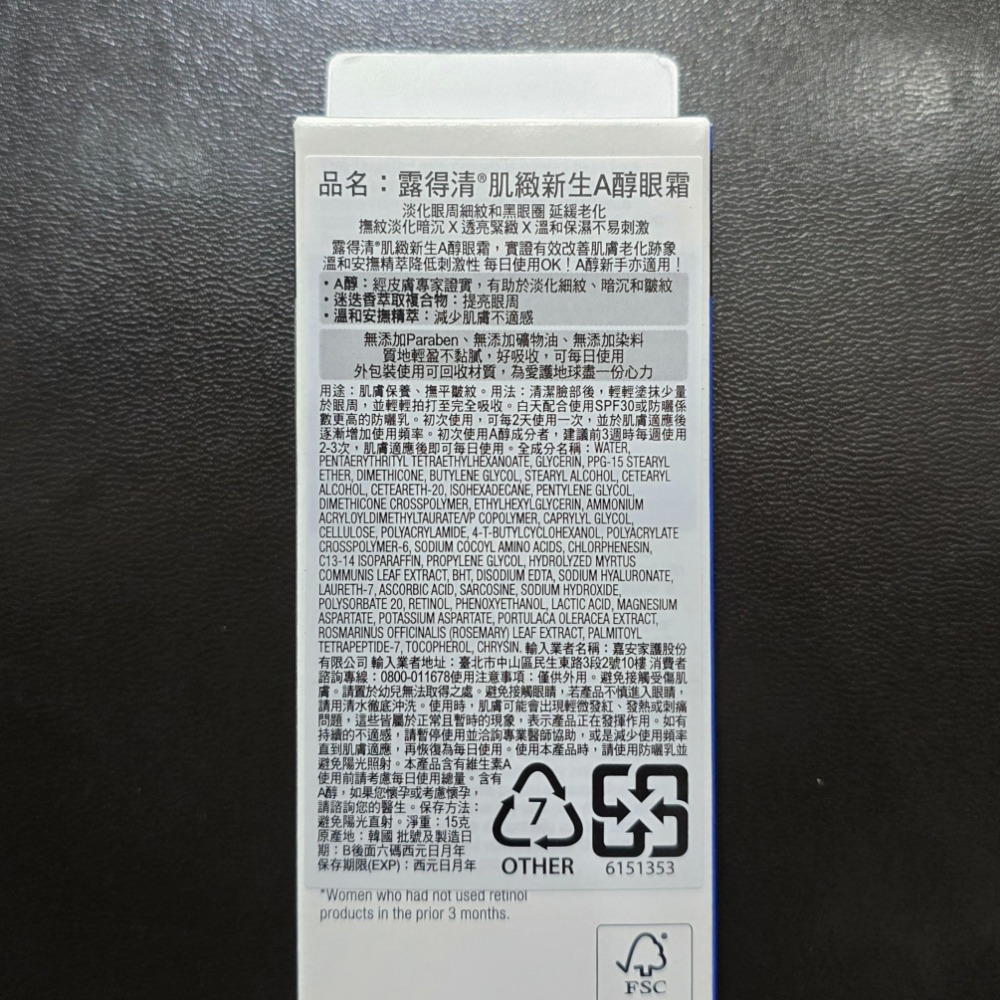 品名：露得清®肌緻新生A醇眼霜
淡化眼周細紋和黑眼圈 延緩老化
撫紋淡化暗沉 X 透亮緊緻 X 溫和保濕不易刺激
露得清®肌緻新生A醇眼霜，實證有效改善肌膚老化跡象
溫和安撫精萃降低刺激性 每日使用OK！A醇新手亦適用！
・A醇：經皮膚專家證實，有助於淡化細紋、暗沉和皺紋
・迷迭香萃取複合物：提亮眼周
・溫和安撫精萃：減少肌膚不適感
無添加Paraben、無添加礦物油、無添加染料
質地輕盈不黏膩，好吸收，可每日使用
外包裝使用可回收材質，為愛護地球盡一份心力
用途：肌膚保養、撫平皺紋。用法：清潔臉部後，輕輕塗抹少量
於眼周，並輕輕拍打至完全吸收。白天配合使用SPF30或防曬係
數更高的防曬乳。初次使用，可每2天使用一次，並於肌膚適應後
逐漸增加使用頻率。初次使用A醇成分者，建議前3週時每週使用
2-3次，肌膚適應後即可每日使用。全成分名稱：WATER,
PENTAERYTHRITYL TETRAETHYLHEXANOATE, GLYCERIN, PPG-15 STEARYL
ETHER, DIMETHICONE, BUTYLENE GLYCOL, STEARYL ALCOHOL, CETEARYL
ALCOHOL, CETEARETH-20, ISOHEXADECANE, PENTYLENE GLYCOL,
DIMETHICONE CROSSPOLYMER, ETHYLHEXYLGLYCERIN, AMMONIUM
ACRYLOYLDIMETHYLTAURATE/VP COPOLYMER, CAPRYLYL GLYCOL,
CELLULOSE, POLYACRYLAMIDE, 4-T-BUTYLCYCLOHEXANOL, POLYACRYLATE
CROSSPOLYMER-6, SODIUM COCOYL AMINO ACIDS, CHLORPHENESIN,
C13-14 ISOPARAFFIN, PROPYLENE GLYCOL, HYDROLYZED MYRTUS
COMMUNIS LEAF EXTRACT, BHT, DISODIUM EDTA, SODIUM HYALURONATE,
LAURETH-7, ASCORBIC ACID, SARCOSINE, SODIUM HYDROXIDE,
POLYSORBATE 20, RETINOL, PHENOXYETHANOL, LACTIC ACID, MAGNESIUM
ASPARTATE, POTASSIUM ASPARTATE, PORTULACA OLERACEA EXTRACT,
ROSMARINUS OFFICINALIS (ROSEMARY) LEAF EXTRACT, PALMITOYL
TETRAPEPTIDE-7, TOCOPHEROL, CHRYSIN. 輸入業者名稱：嘉安家護股份
有限公司 輸入業者地址：臺北市中山區民生東路3段2號10樓 消費者
諮詢專線：0800-011678使用注意事項：僅供外用。避免接觸受傷肌
膚。請置於幼兒無法取得之處。避免接觸眼睛，若產品不慎進入眼睛，
請用清水徹底沖洗。使用時，肌膚可能會出現輕微發紅、發熱或刺痛
問題，這些皆屬於正常且暫時的現象，表示產品正在發揮作用。如有
持續的不適感，請暫停使用並洽詢專業醫師協助，或是減少使用頻率
直到肌膚適應，再恢復為每日使用。使用本產品時，請使用防曬乳並
避免陽光照射。本產品含有維生素A
使用前請考慮每日使用總量。含有
A醇，如果您懷孕或考慮懷孕，
請諮詢您的醫生。保存方法：
避免陽光直射。淨重：15克
原產地：韓國 批號及製造日
期：B後面六碼西元日月年
保存期限(EXP)：西元日月年
7
OTHER
6151353
*Women who had not used retinol
products in the prior 3 months.
FSC